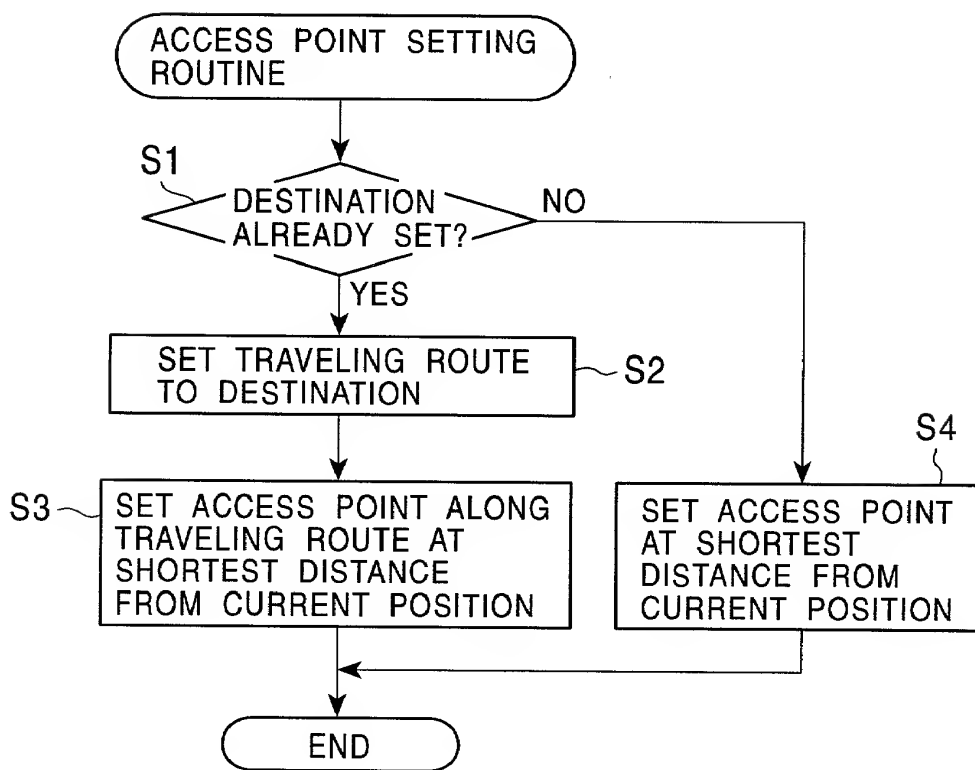 ACCESS POINT SETTING
ROUTINE
S1
DESTINATION
ALREADY SET?
NO
YES
SET TRAVELING ROUTE
TO DESTINATION
S2
S3
SET ACCESS POINT ALONG
TRAVELING ROUTE AT
SHORTEST DISTANCE
FROM CURRENT POSITION
S4
SET ACCESS POINT
AT SHORTEST
DISTANCE FROM
CURRENT POSITION
END